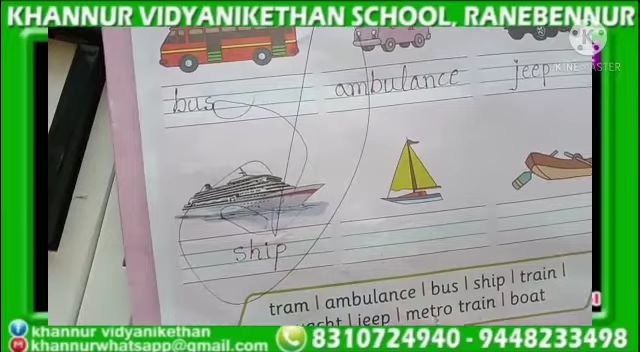 KHANNUR VIDYANIKETHAN SCHOOL, RANEBENNUR
KINEMASTER
bus
ambulance
jeep
ship
tram | ambulance | bus | ship | train |
yacht | jeep | metro train | boat
khannur vidyanikethan
khannurwhatsapp@gmail.com
8310724940 - 9448233498